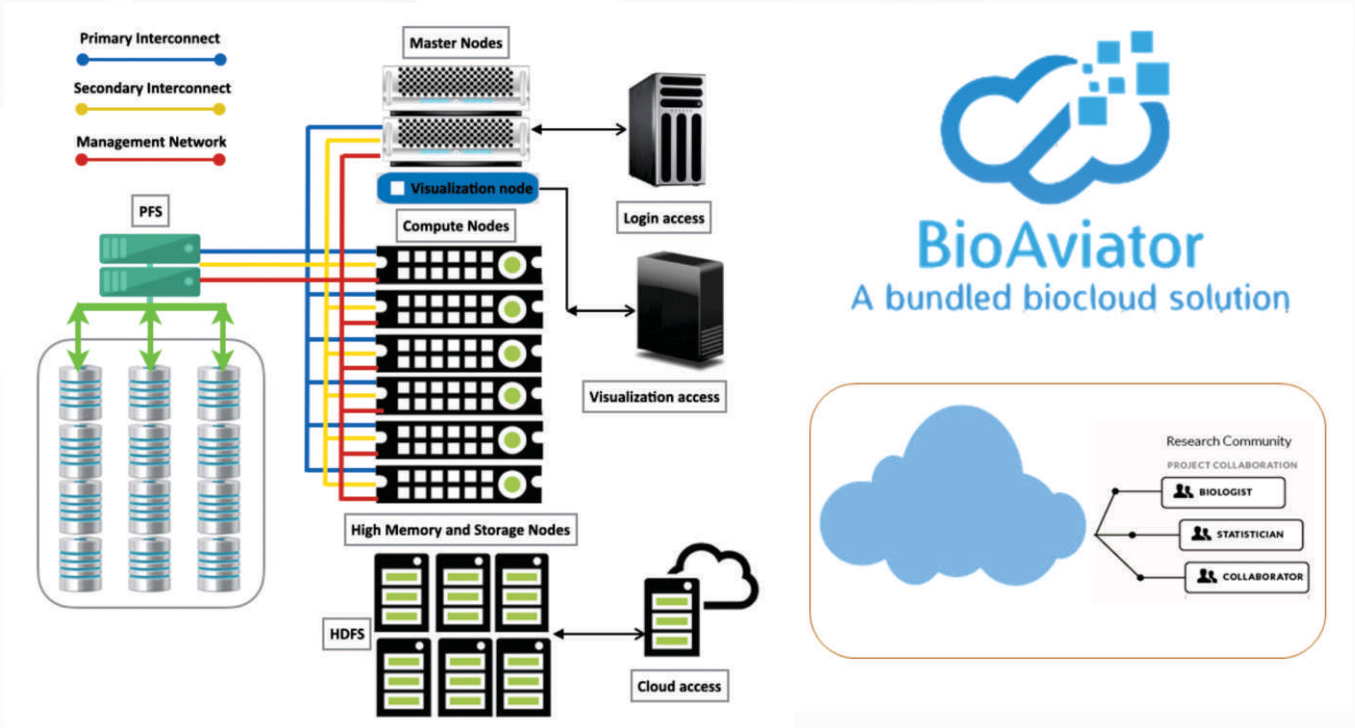 Primary Interconnect
Secondary Interconnect
Management Network
PFS
Master Nodes
Visualization node
Compute Nodes
Login access
Visualization access
High Memory and Storage Nodes
HDFS
Cloud access
BioAviator
A bundled biocloud solution
Research Community
PROJECT COLLABORATION
BIOLOGIST
STATISTICIAN
COLLABORATOR